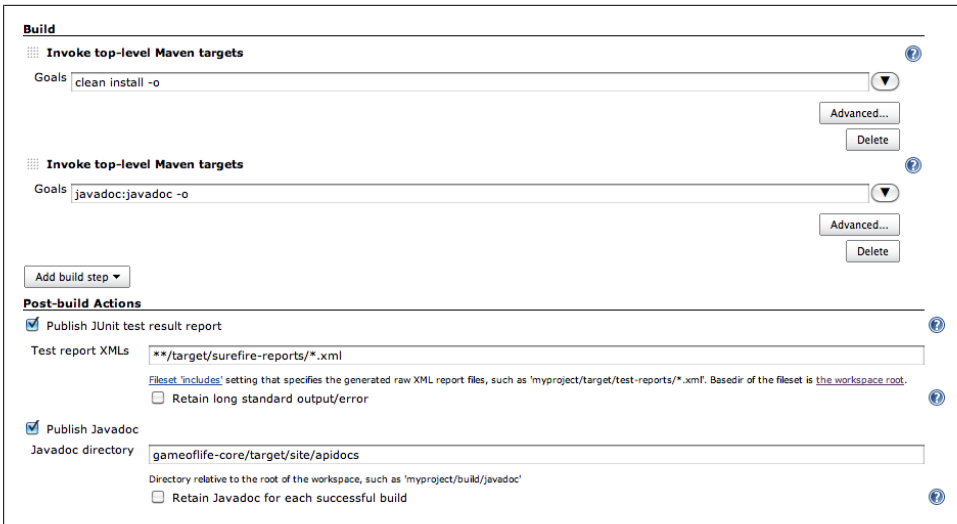 Build
Invoke top-level Maven targets
Goals clean install -o
Advanced...
Delete
Invoke top-level Maven targets
Goals javadoc:javadoc -o
Advanced...
Delete
Add build step
Post-build Actions
Publish JUnit test result report
Test report XMLs **/target/surefire-reports/*.xml
Fileset 'includes' setting that specifies the generated raw XML report files, such as 'myproject/target/test-reports/*.xml'. Basedir of the fileset is the workspace root.
Retain long standard output/error
Publish Javadoc
Javadoc directory gameoflife-core/target/site/apidocs
Directory relative to the root of the workspace, such as 'myproject/build/javadoc'
Retain Javadoc for each successful build